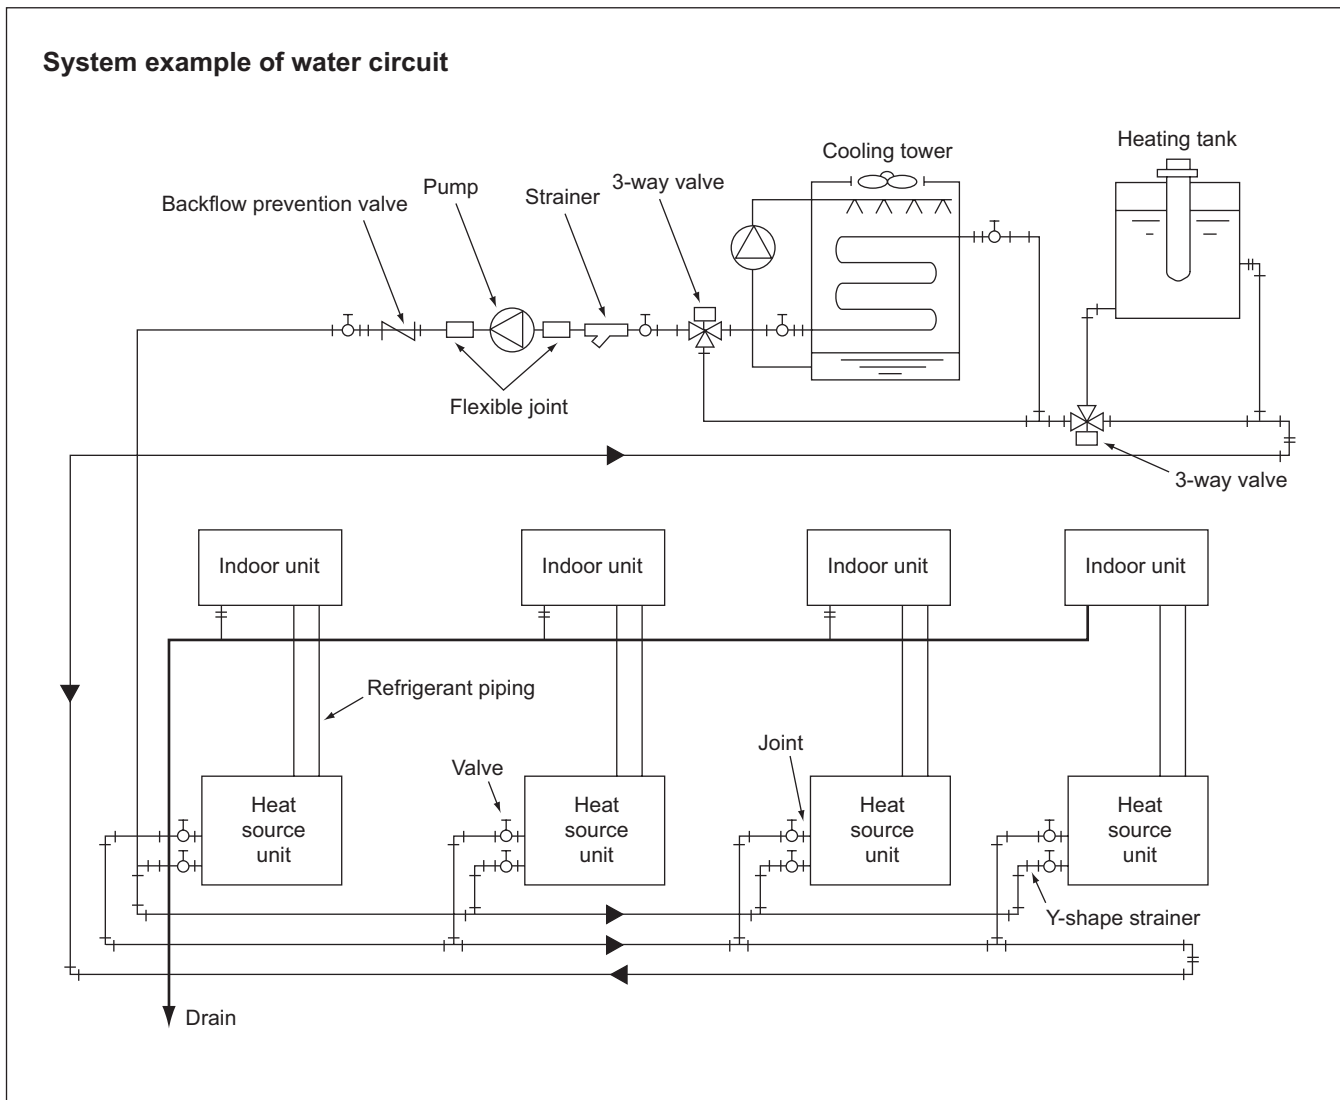 System example of water circuit
Heating tank
Cooling tower
3-way valve
Pump
Strainer
Backflow prevention valve
Flexible joint
3-way valve
Indoor unit
Indoor unit
Indoor unit
Indoor unit
Refrigerant piping
Joint
Valve
Heat
source
unit
Heat
source
unit
Heat
source
unit
Heat
source
unit
Y-shape strainer
Drain